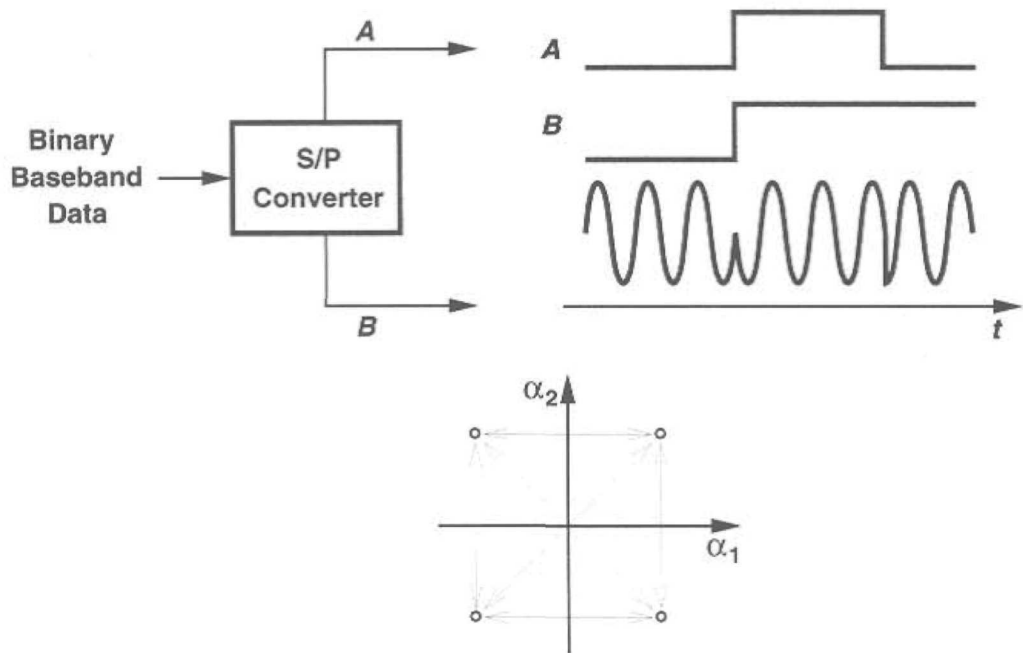 A
Binary
Baseband
Data
S/P
Converter
B
A
B
t
α2
α1